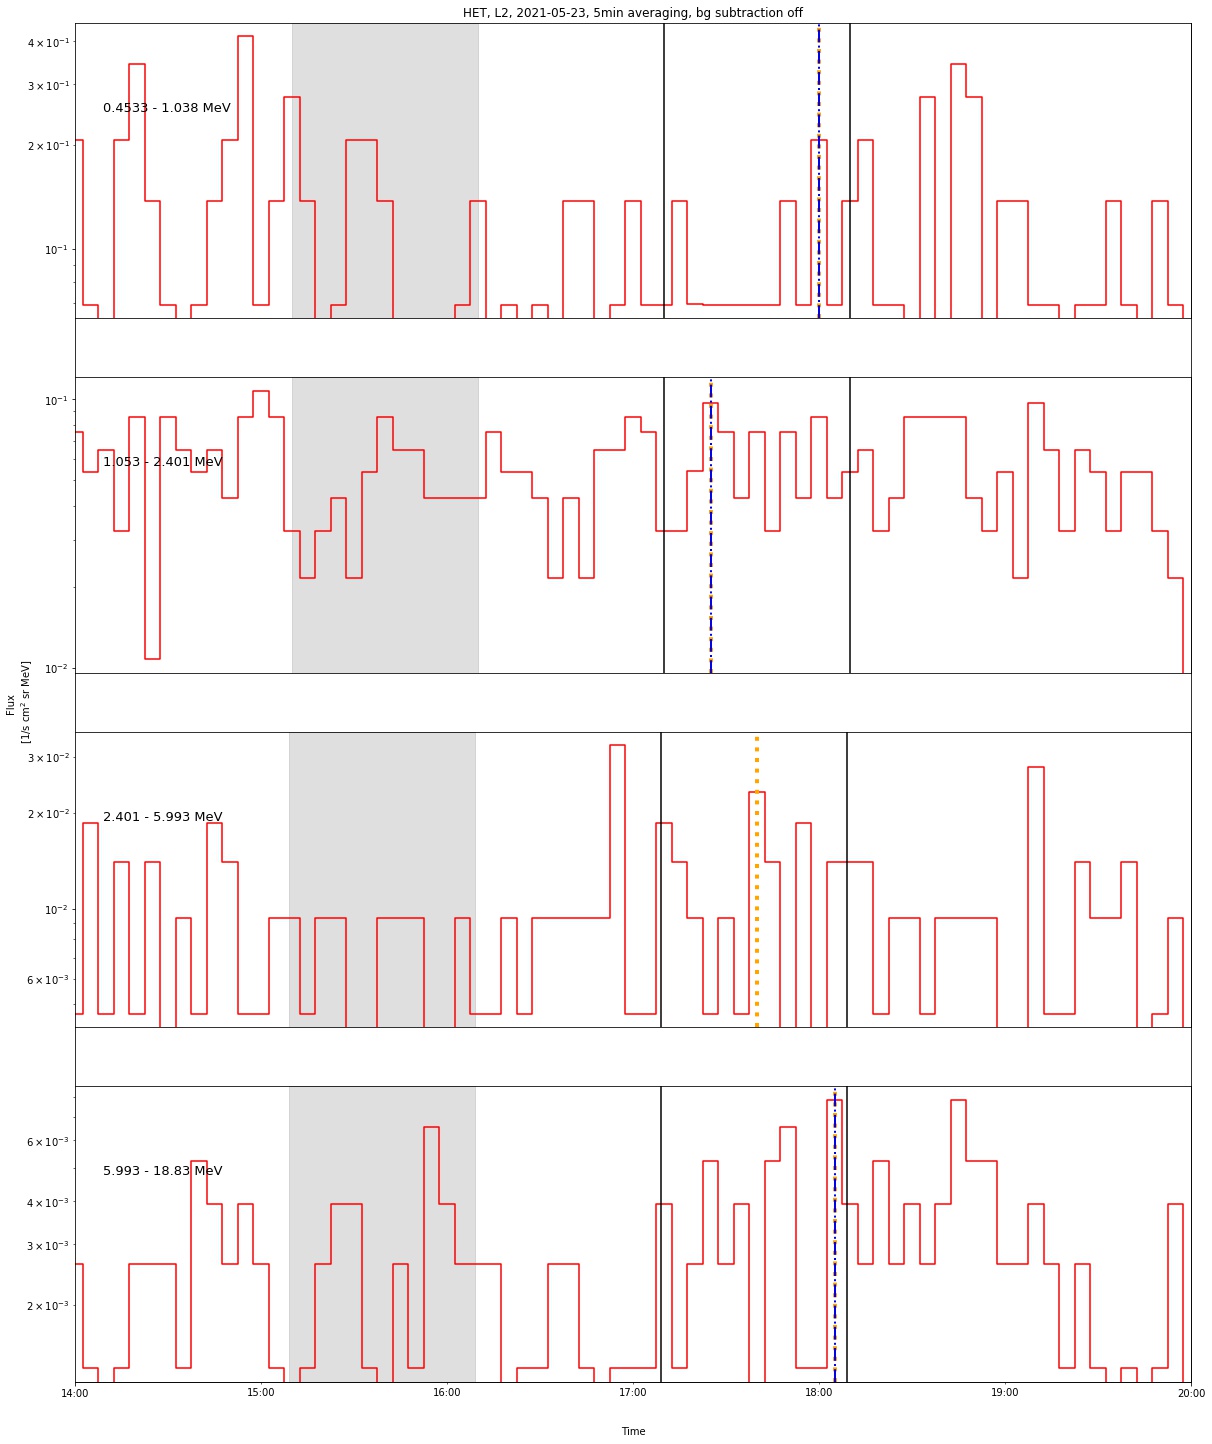 HET, L2, 2021-05-23, 5min averaging, bg subtraction off
4 × 10⁻¹
3 × 10⁻¹
0.4533 - 1.038 MeV
2 × 10⁻¹
10⁻¹
10⁻¹
1.053 - 2.401 MeV
10⁻²
Flux
[1/s cm² sr MeV]
3 × 10⁻²
2 × 10⁻²
2.401 - 5.993 MeV
10⁻²
6 × 10⁻³
6 × 10⁻³
5.993 - 18.83 MeV
4 × 10⁻³
3 × 10⁻³
2 × 10⁻³
14:00 15:00 16:00 17:00 18:00 19:00 20:00
Time